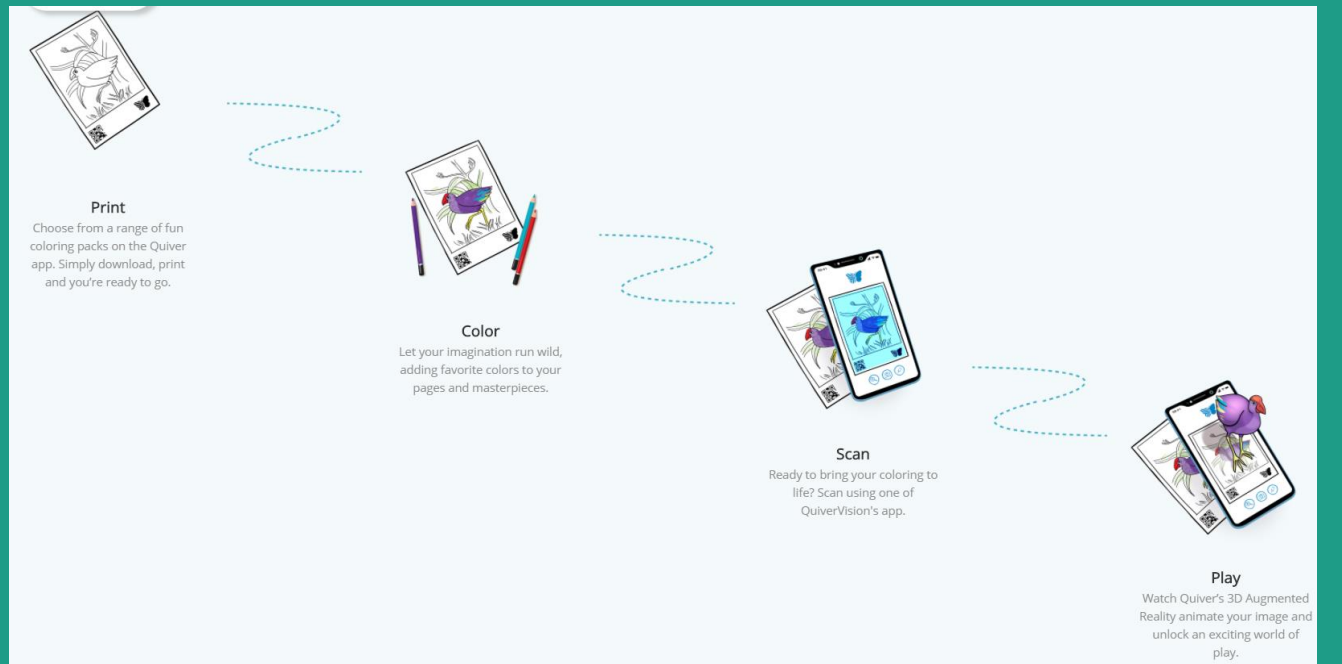 Print
Choose from a range of fun
coloring packs on the Quiver
app. Simply download, print
and you're ready to go.
Color
Let your imagination run wild,
adding favorite colors to your
pages and masterpieces.
Scan
Ready to bring your coloring to
life? Scan using one of
QuiverVision's app.
Play
Watch Quiver's 3D Augmented
Reality animate your image and
unlock an exciting world of
play.